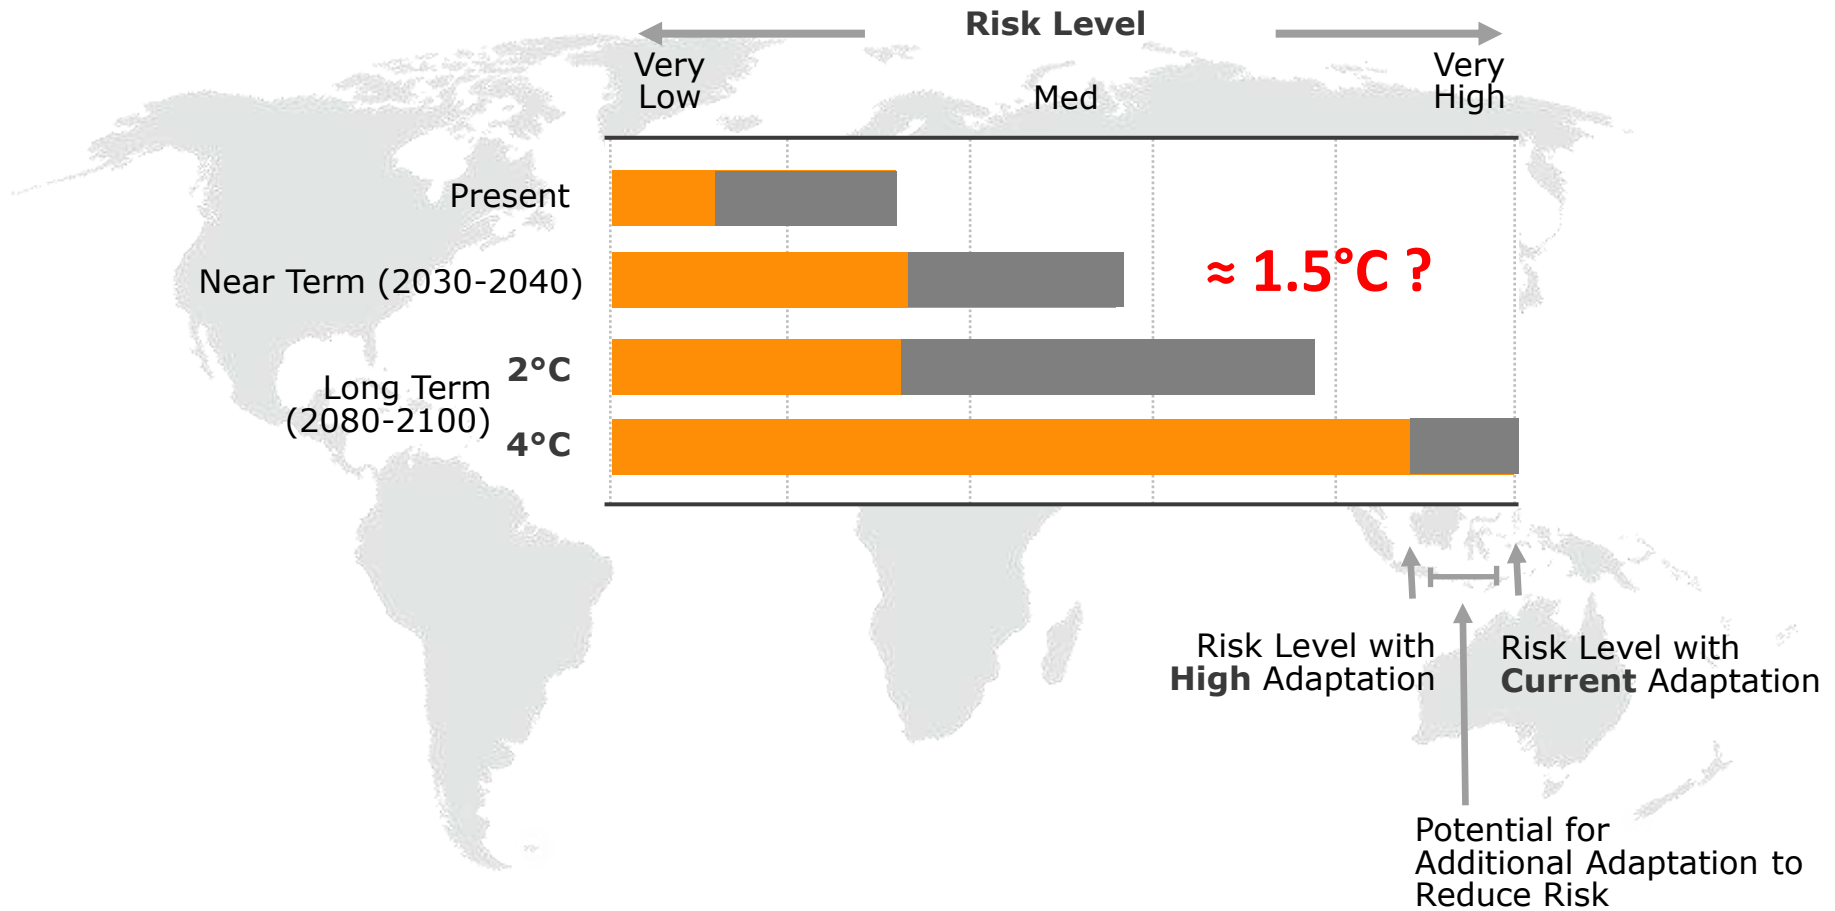 Risk Level
Very
Low
Med
Very
High
Present
Near Term (2030-2040)
≈ 1.5°C ?
Long Term
(2080-2100)
2°C
4°C
Risk Level with
High Adaptation
Risk Level with
Current Adaptation
Potential for
Additional Adaptation to
Reduce Risk